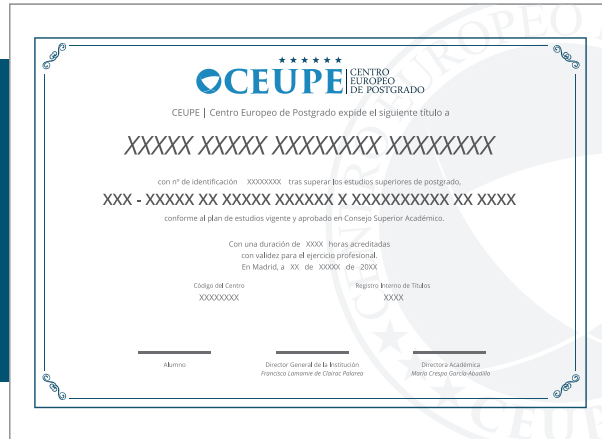 CEUPE CENTRO
EUROPEO
DE POSTGRADO
CEUPE | Centro Europeo de Postgrado expide el siguiente título a
XXXXX XXXXX XXXXXXXX XXXXXXXX
con nº de identificación XXXXXXXX tras superar los estudios superiores de postgrado,
XXX - XXXXX XX XXXXX XXXXXX X XXXXXXXXXX XX XXXX
conforme al plan de estudios vigente y aprobado en Consejo Superior Académico.
Con una duración de XXXX horas acreditadas
con validez para el ejercicio profesional.
En Madrid, a XX de XXXXX de 20XX
Código del Centro Registro Interno de Títulos
XXXXXXXX XXXX
Alumno Director General de la Institución Directora Académica
Francisco Lamamie de Clairac Palarea María Crespo García-Abadillo
CENTRO EUROPEO
CEUP